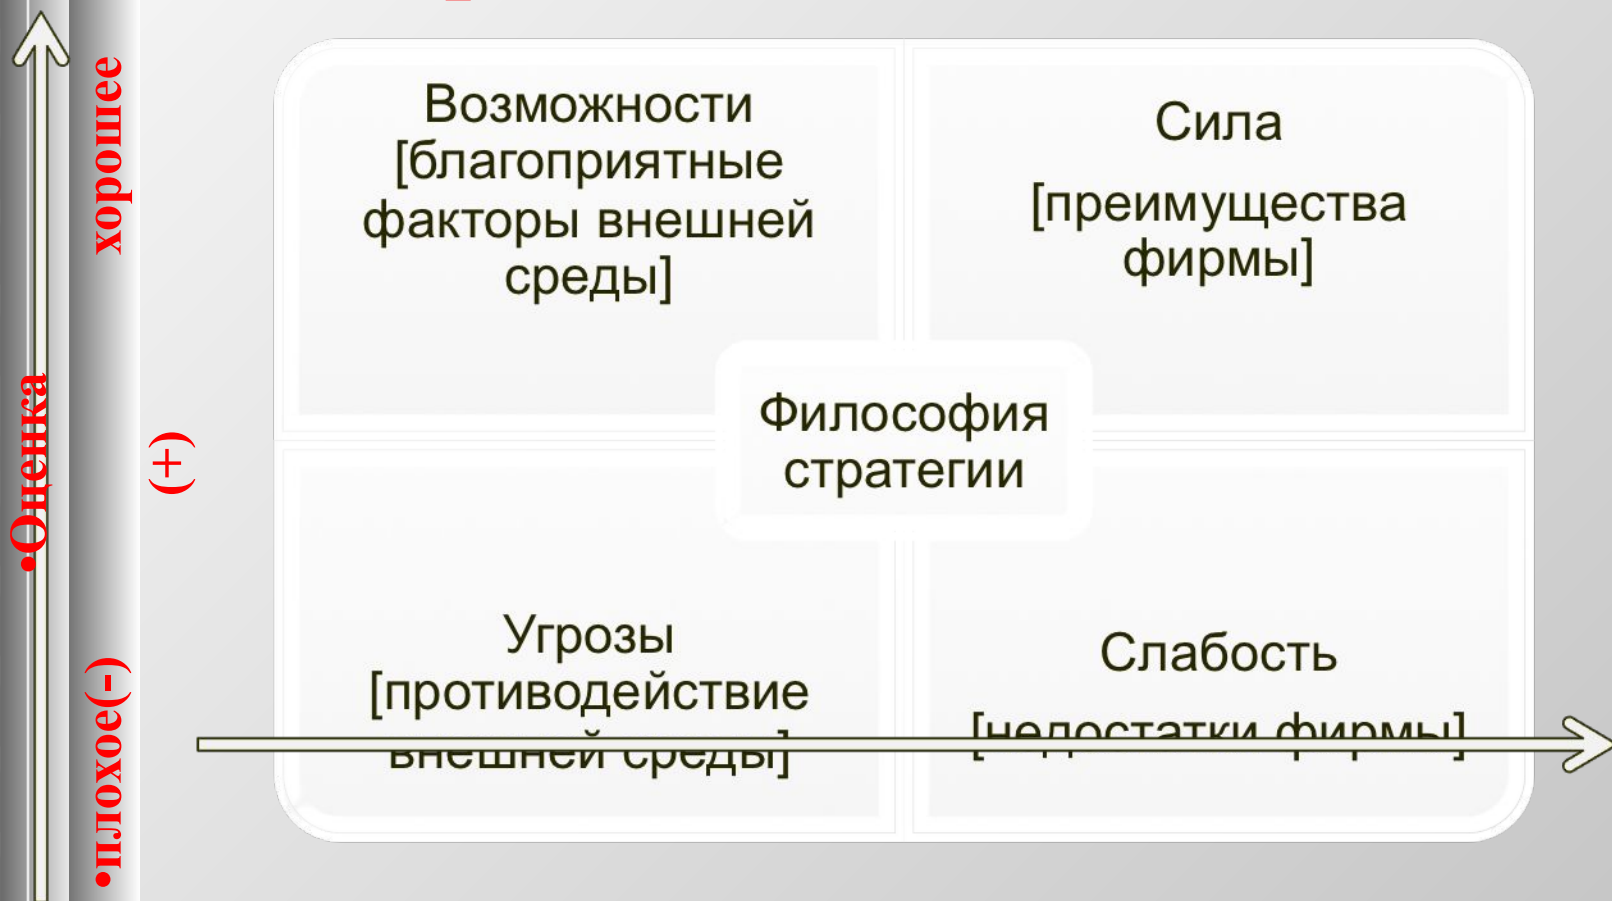 •Оценка
хорошее
(+)
•плохое(-)
Возможности
[благоприятные
факторы внешней
среды]
Сила
[преимущества
фирмы]
Философия
стратегии
Угрозы
[противодействие
внешней среды]
Слабость
[недостатки фирмы]